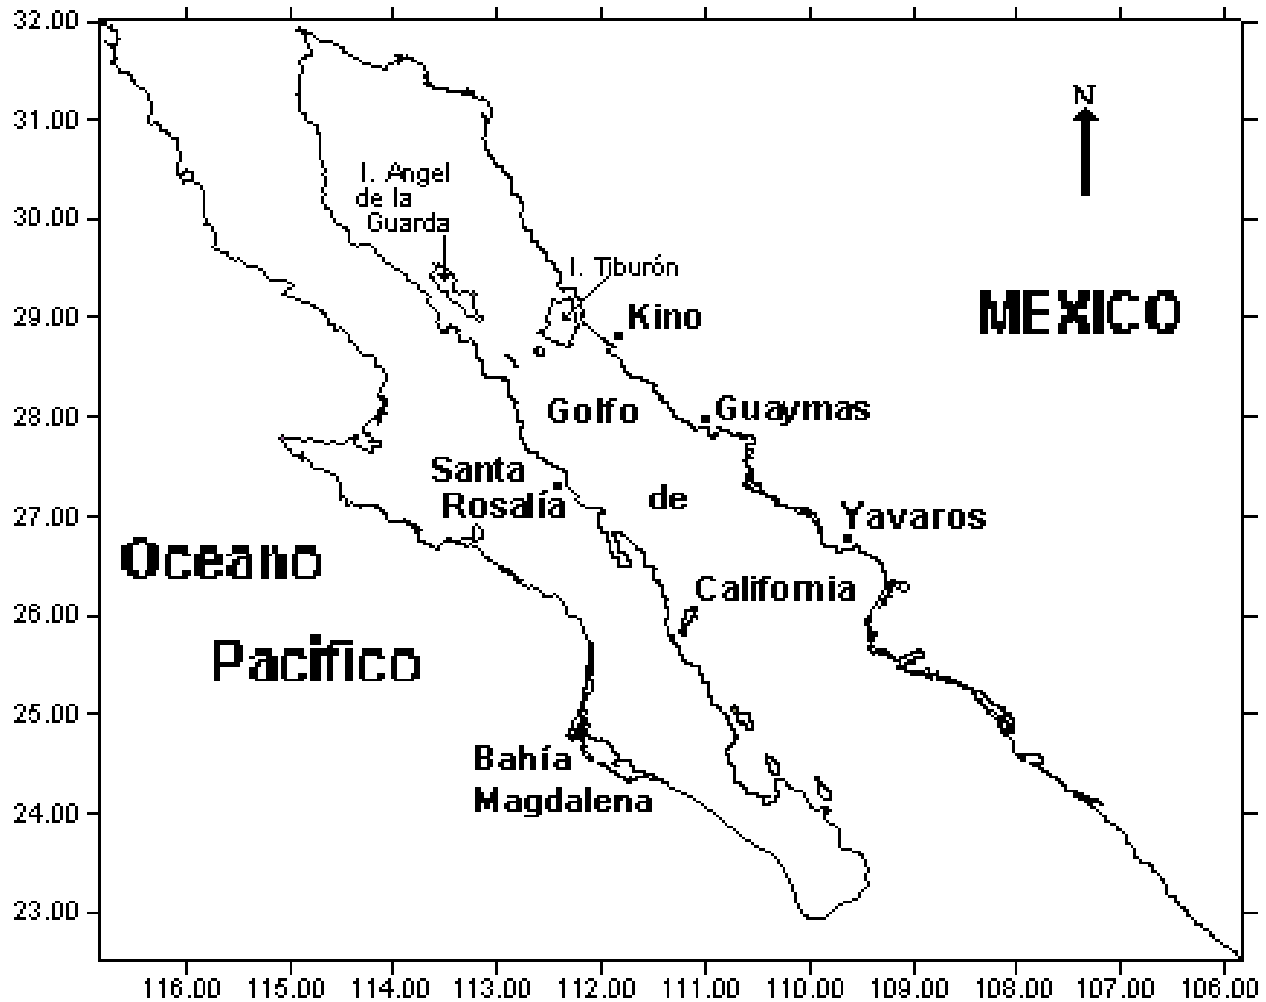 32.00
31.00
30.00
29.00
28.00
27.00
26.00
25.00
24.00
23.00
N
I. Angel
de la
Guarda
I. Tiburón
Kino
MEXICO
Golfo
Guaymas
Santa
Rosalía
de
Yavaros
Oceano
California
Pacifico
Bahía
Magdalena
116.00 115.00 114.00 113.00 112.00 111.00 110.00 109.00 108.00 107.00 106.00